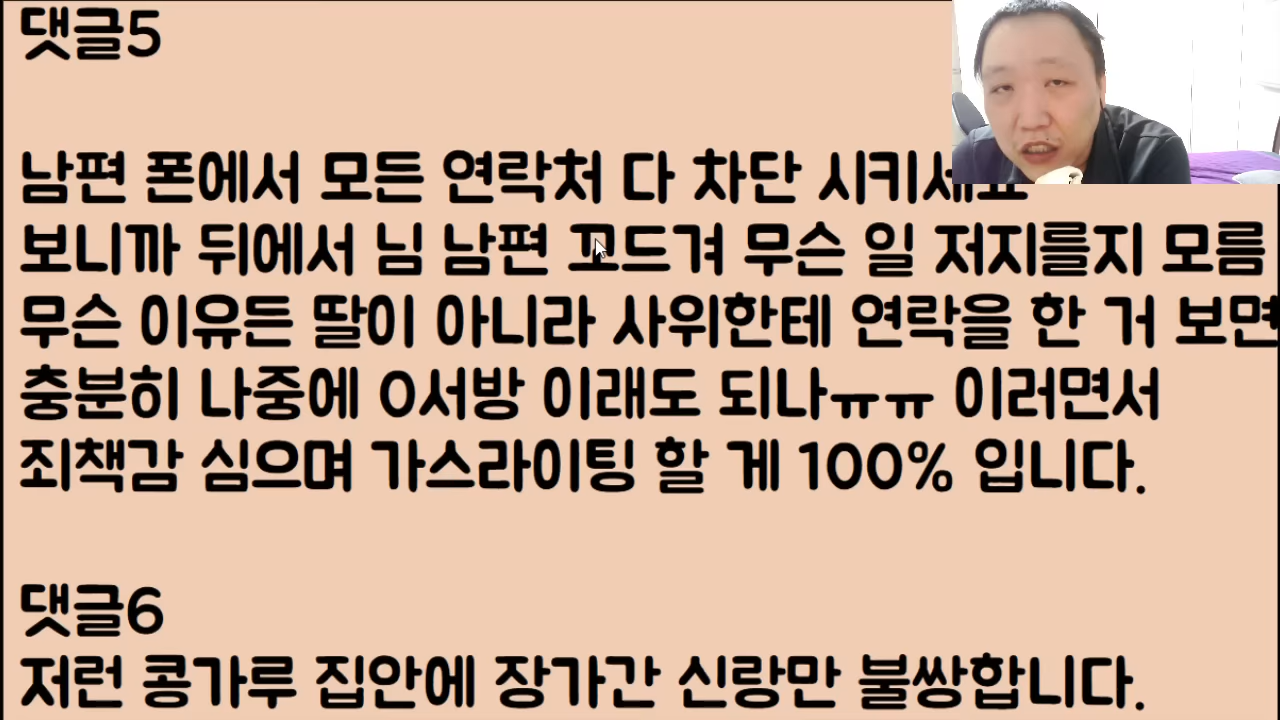 댓글5
남편 폰에서 모든 연락처 다 차단 시키세요
보니까 뒤에서 님 남편 꼬드겨 무슨 일 저지를지 모름
무슨 이유든 딸이 아니라 사위한테 연락을 한 거 보면
충분히 나중에 0서방 이래도 되나ㅠㅠ 이러면서
죄책감 심으며 가스라이팅 할 게 100% 입니다.
댓글6
저런 콩가루 집안에 장가간 신랑만 불쌍합니다.